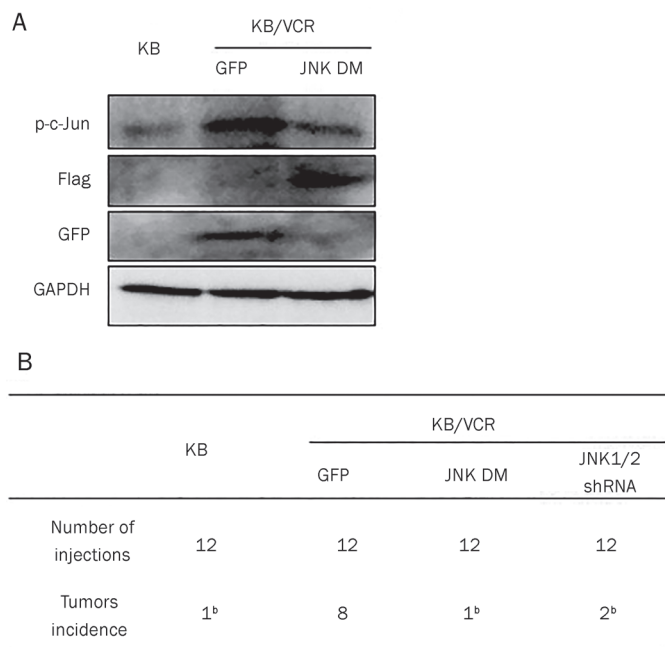 A
KB/VCR
KB
GFP JNK DM
p-c-Jun
Flag
GFP
GAPDH
B
KB/VCR
KB
GFP JNK DM JNK1/2 shRNA
Number of injections 12 12 12 12
Tumors incidence 1ᵇ 8 1ᵇ 2ᵇ